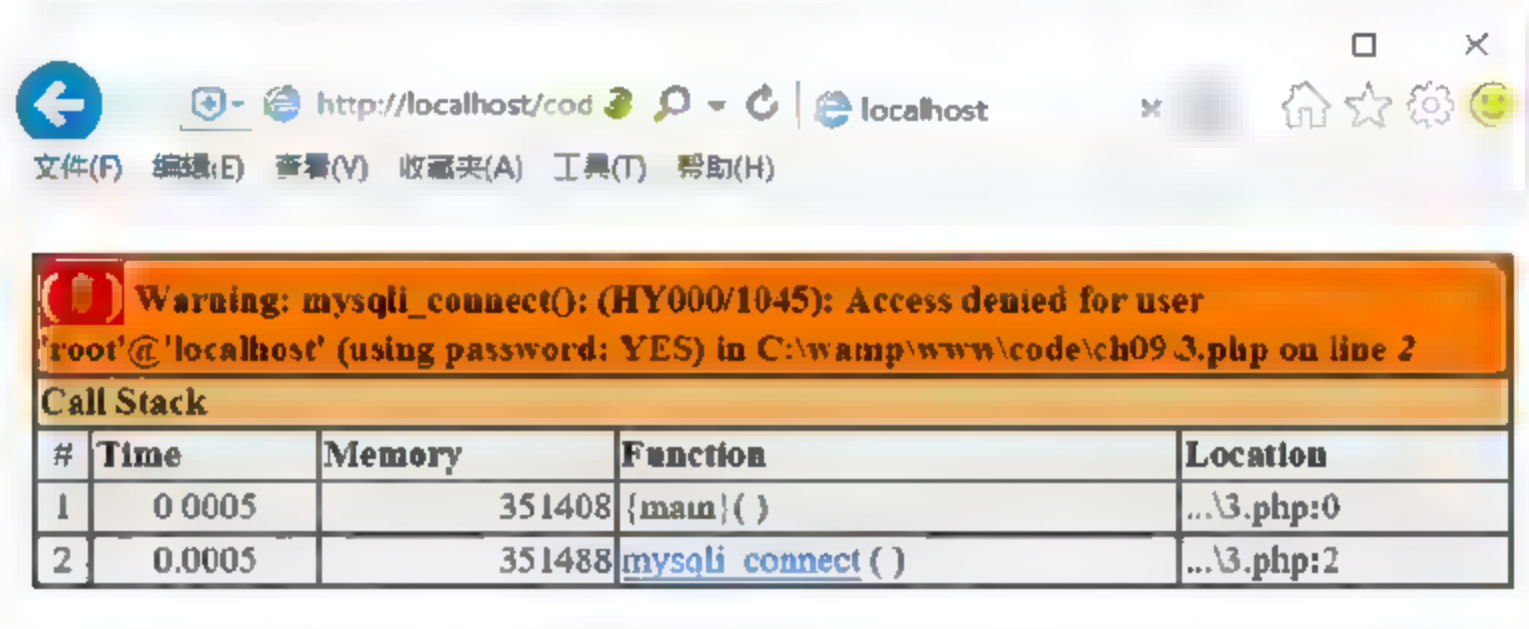 http://localhost/cod localhost
文件(F) 编辑(E) 查看(V) 收藏夹(A) 工具(T) 帮助(H)
( ! ) Warning: mysqli_connect(): (HY000/1045): Access denied for user
'root'@'localhost' (using password: YES) in C:\wamp\www\code\ch09 3.php on line 2
Call Stack
# Time Memory Function Location
1 0 0005 351408 {main}( ) ...\3.php:0
2 0.0005 351488 mysqli connect ( ) ...\3.php:2